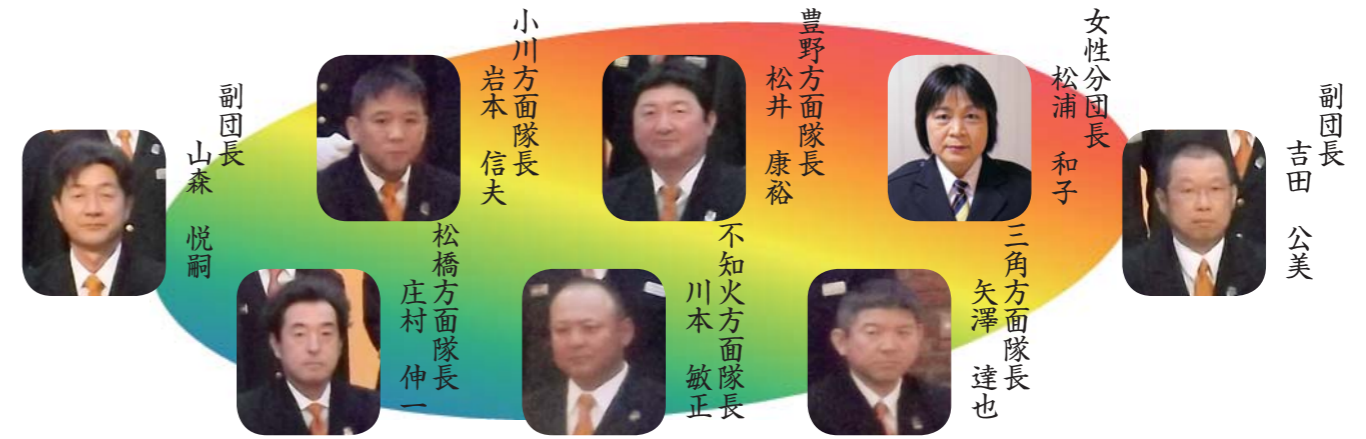 女性分団長
松浦　和子
豊野方面隊長
松井　康裕
小川方面隊長
岩本　信夫
副団長
吉田　公美
副団長
山森　悦嗣
三角方面隊長
矢澤　達也
不知火方面隊長
川本　敏正
松橋方面隊長
庄村　伸一